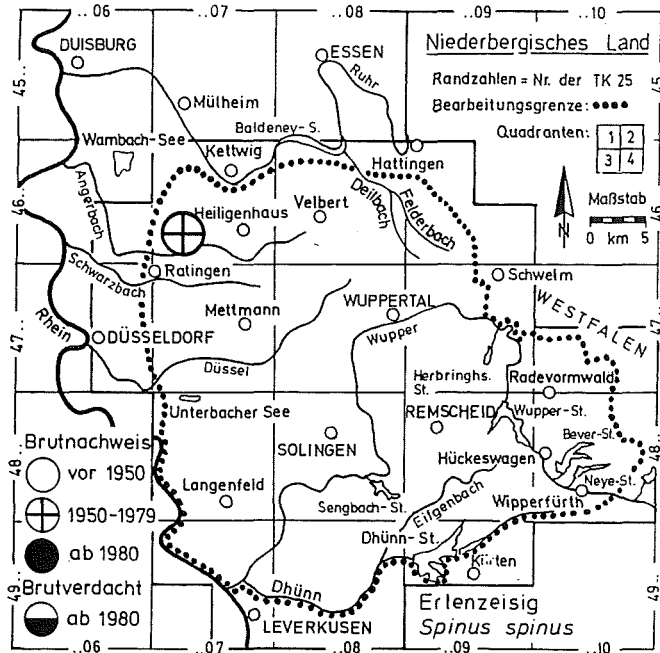 ..06 ..07 ..08 ..09 ..10
DUISBURG
ESSEN
Ruhr
Niederbergisches Land
45..
45..
Randzahlen = Nr. der TK 25
Mülheim
Bearbeitungsgrenze:
Baldeney-S.
Quadranten:
1 2
3 4
Wambach-See
Kettwig
Hattingen
Maßstab
0 km 5
N
Angerbach
Deilbach
Felderbach
46..
46..
Heiligenhaus
Velbert
Schwarzbach
Ratingen
Schwelm
WESTFALEN
Mettmann
WUPPERTAL
Rhein
DÜSSELDORF
Wupper
47..
47..
Düssel
Herbringhs.
St.
Radevormwald
Unterbacher See
REMSCHEID
Wupper-St.
Brutnachweis
Bever-St.
SOLINGEN
vor 1950
Hückeswagen
48..
48..
Neye-St.
Langenfeld
Sengbach-St.
Eifgenbach
Wipperfürth
1950-1979
Dhünn-St.
ab 1980
Kürten
Brutverdacht
Dhünn
49..
49..
Erlenzeisig
ab 1980
LEVERKUSEN
Spinus spinus
..06 ..07 ..08 ..09 ..10